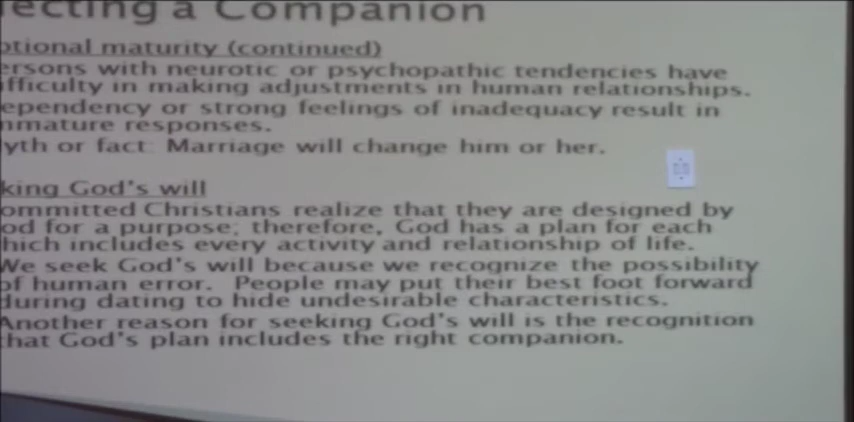 lecting a Companion
otional maturity (continued)
ersons with neurotic or psychopathic tendencies have
fficulty in making adjustments in human relationships.
ependency or strong feelings of inadequacy result in
nmature responses.
yth or fact: Marriage will change him or her.
king God's will
ommitted Christians realize that they are designed by
od for a purpose; therefore, God has a plan for each
hich includes every activity and relationship of life.
We seek God's will because we recognize the possibility
of human error. People may put their best foot forward
during dating to hide undesirable characteristics.
Another reason for seeking God's will is the recognition
that God's plan includes the right companion.